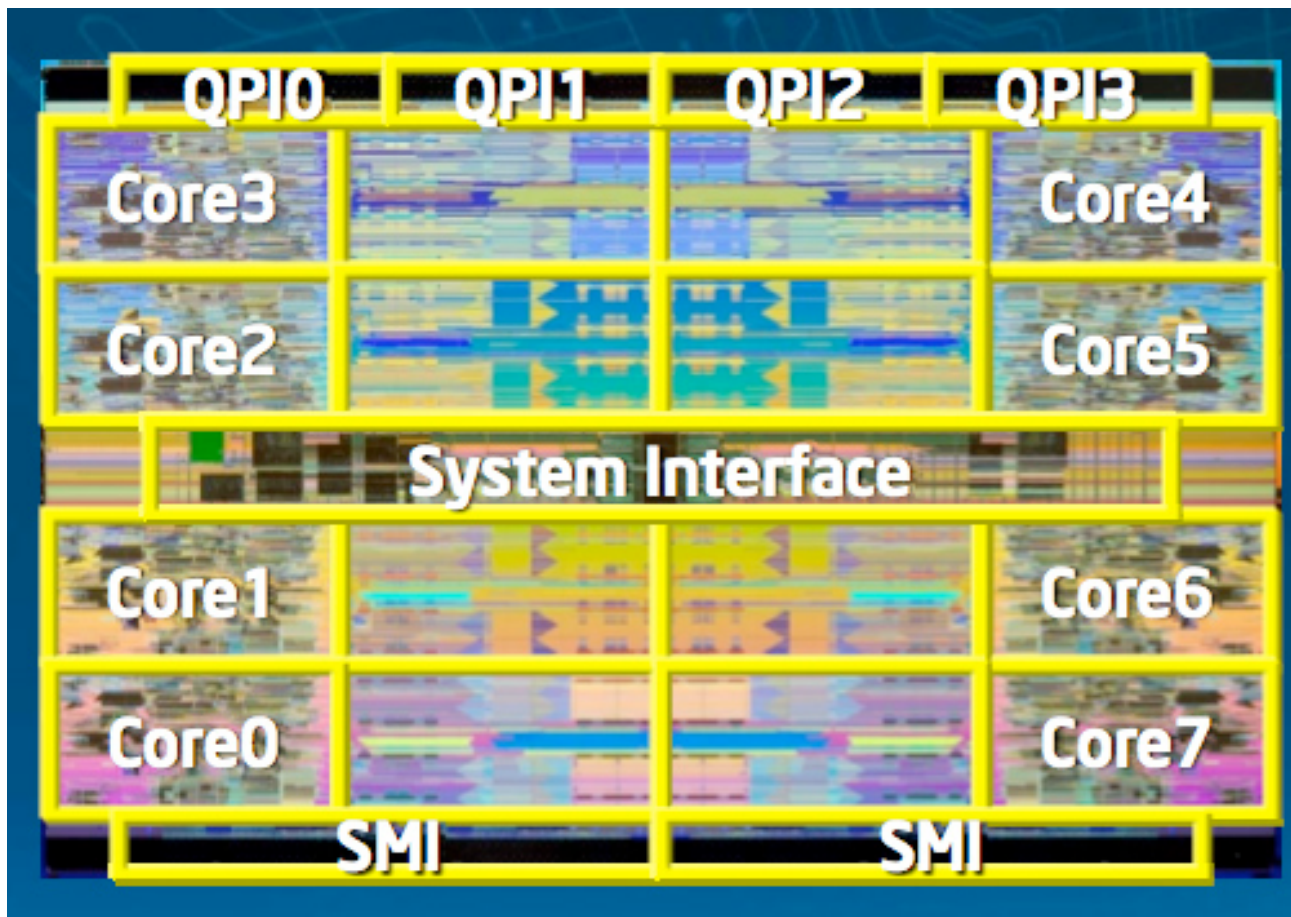 QPI0 QPI1 QPI2 QPI3
Core3 Core4
Core2 Core5
System Interface
Core1 Core6
Core0 Core7
SMI SMI